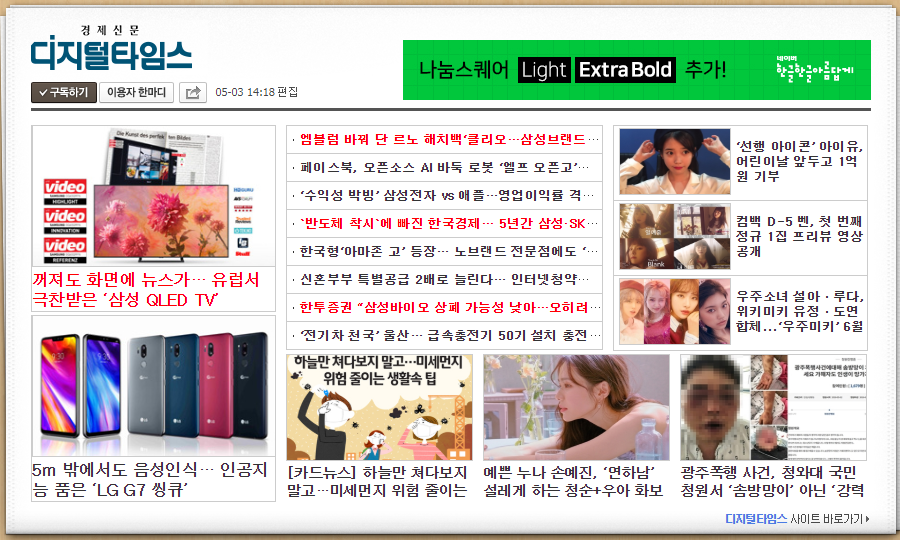 경제신문
디지털타임스
구독하기 이용자 한마디 05-03 14:18 편집
나눔스퀘어 Light Extra Bold 추가!
네이버
한글한글아름답게
Die Kunst des perfekten
video
HIGHLIGHT
video
INNOVATION
video
REFERENZ
꺼져도 화면에 뉴스가… 유럽서
극찬받은 ‘삼성 QLED TV’
5m 밖에서도 음성인식… 인공지
능 품은 ‘LG G7 씽큐’
· 엠블럼 바꿔 단 르노 해치백‘클리오…삼성브랜드…
· 페이스북, 오픈소스 AI 바둑 로봇 ‘엘프 오픈고’…
· ‘수익성 박빙’ 삼성전자 vs 애플…영업이익률 격…
· `반도체 착시`에 빠진 한국경제… 5년간 삼성·SK…
· 한국형‘아마존 고’ 등장… 노브랜드 전문점에도 ‘…
· 신혼부부 특별공급 2배로 늘린다… 인터넷청약…
· 한투증권 “삼성바이오 상폐 가능성 낮아…오히려…
· ‘전기차 천국’ 울산… 급속충전기 50기 설치 충전…
‘선행 아이콘’ 아이유,
어린이날 앞두고 1억
원 기부
Blank
컴백 D-5 벤, 첫 번째
정규 1집 프리뷰 영상
공개
우주소녀 설아·루다,
위키미키 유정·도연
합체…‘우주미키’ 6월
하늘만 쳐다보지 말고…미세먼지
위험 줄이는 생활속 팁
[카드뉴스] 하늘만 쳐다보지
말고…미세먼지 위험 줄이는
예쁜 누나 손예진, ‘연하남’
설레게 하는 청순+우아 화보
광주폭행 사건, 청와대 국민
청원서 ‘솜방망이’ 아닌 ‘강력
디지털타임스 사이트 바로가기